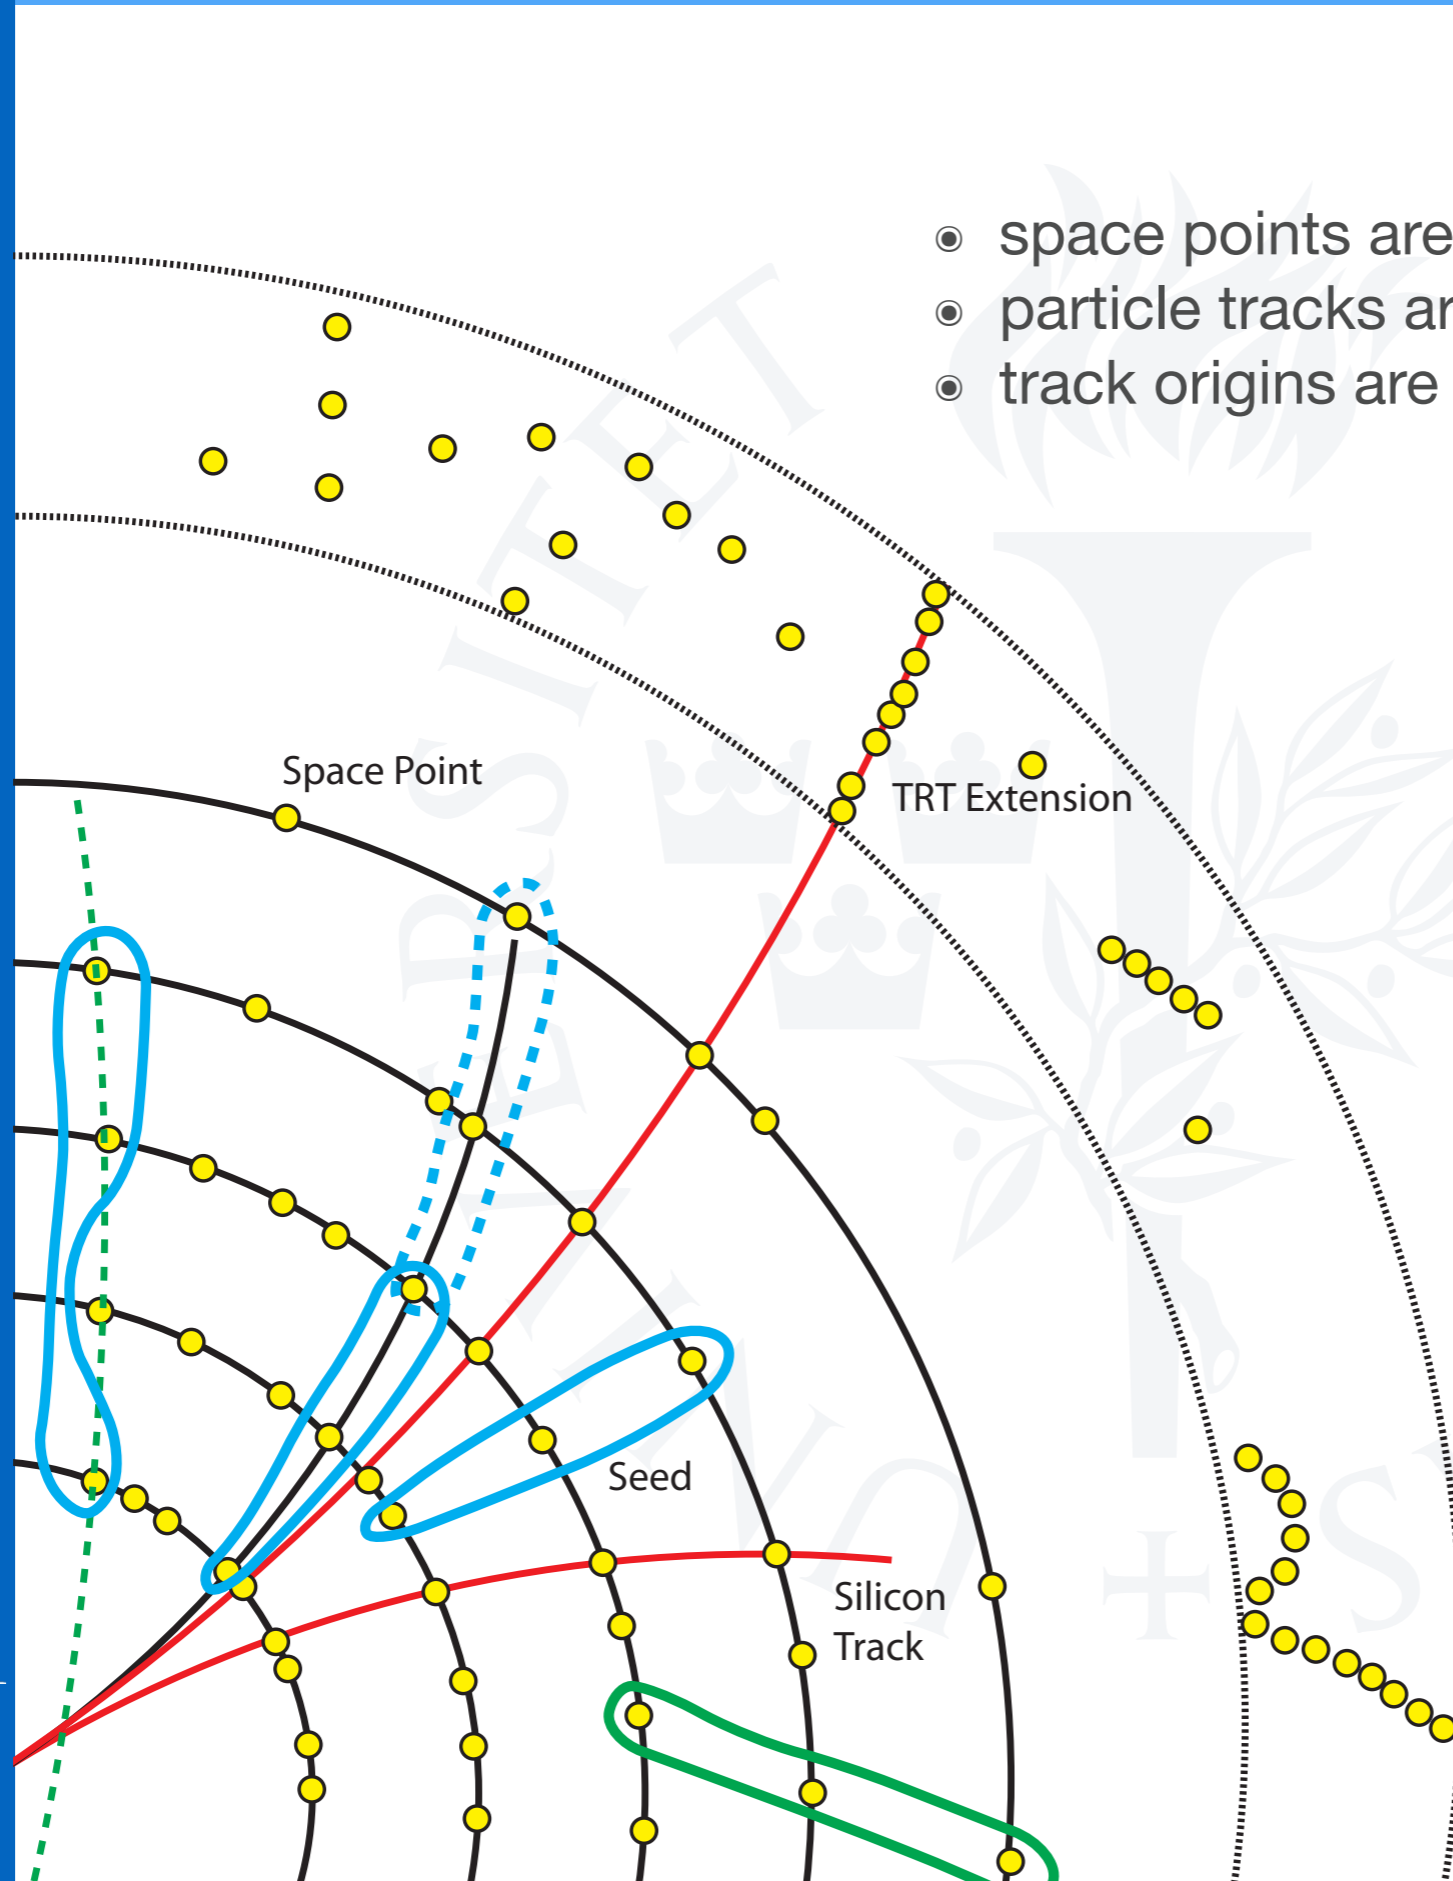 space points are
particle tracks ar
track origins are
Space Point
TRT Extension
Seed
Silicon
Track